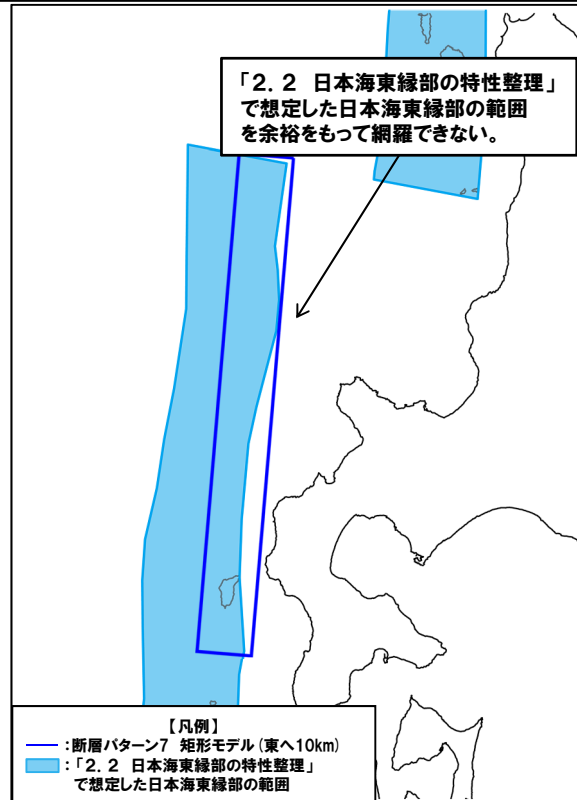 「2.2 日本海東縁部の特性整理」
で想定した日本海東縁部の範囲
を余裕をもって網羅できない。
【凡例】
:断層パターン7 矩形モデル(東へ10km)
:「2.2 日本海東縁部の特性整理」
で想定した日本海東縁部の範囲